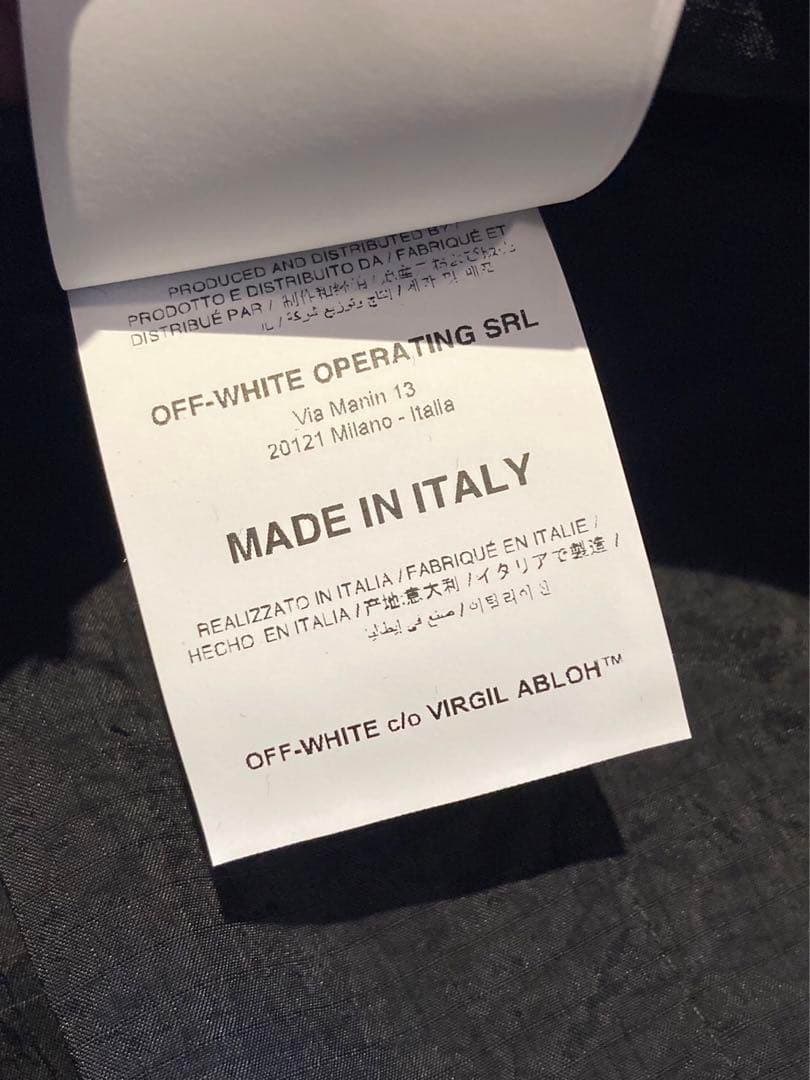 PRODUCED AND DISTRIBUTED BY /
PRODOTTO E DISTRIBUITO DA / FABRIQUÉ ET
DISTRIBUÉ PAR /
OFF-WHITE OPERATING SRL
Via Manin 13
20121 Milano - Italia
MADE IN ITALY
REALIZZATO IN ITALIA / FABRIQUÉ EN ITALIE /
HECHO EN ITALIA / 产地:意大利 / イタリアで製造 /
صنع في إيطاليا /
OFF-WHITE c/o VIRGIL ABLOH™